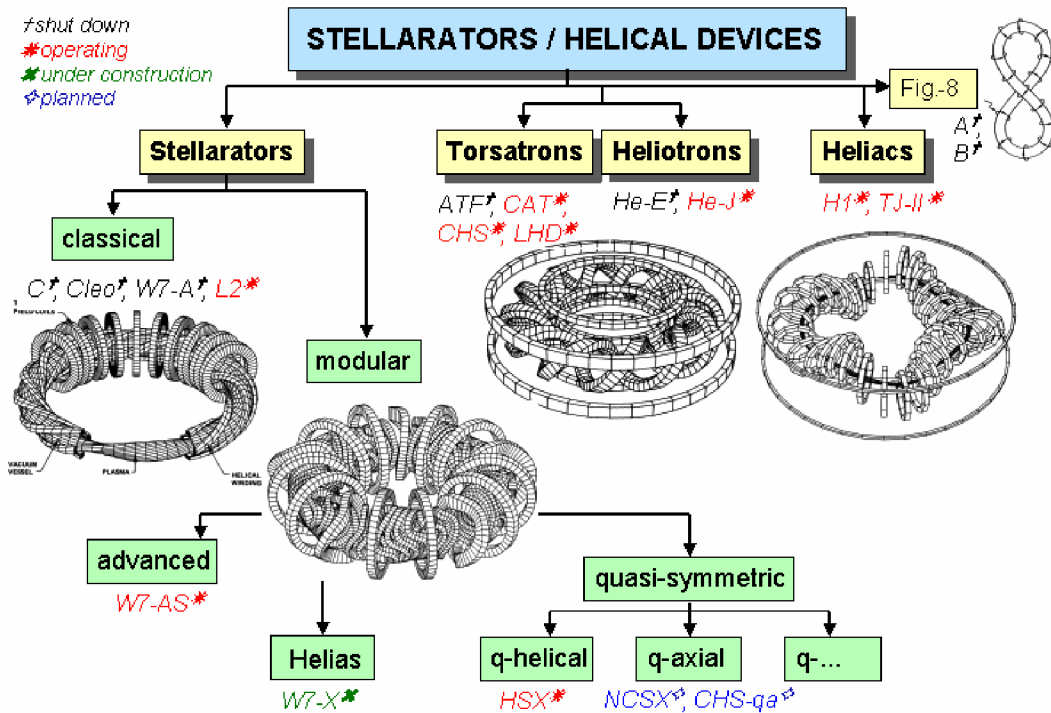 †shut down
✷operating
✖under construction
✧planned
STELLARATORS / HELICAL DEVICES
Fig.-8
A†,
B†
Stellarators
Torsatrons
Heliotrons
Heliacs
ATF†, CAT✷,
CHS✷, LHD✷
He-E†, He-J✷
H1✷, TJ-II✷
classical
C†, Cleo†, W7-A†, L2✷
modular
VACUUM
VESSEL
PLASMA
HELICAL
WINDING
advanced
W7-AS✷
quasi-symmetric
Helias
W7-X✖
q-helical
HSX✷
q-axial
NCSX✧, CHS-qa✧
q-...